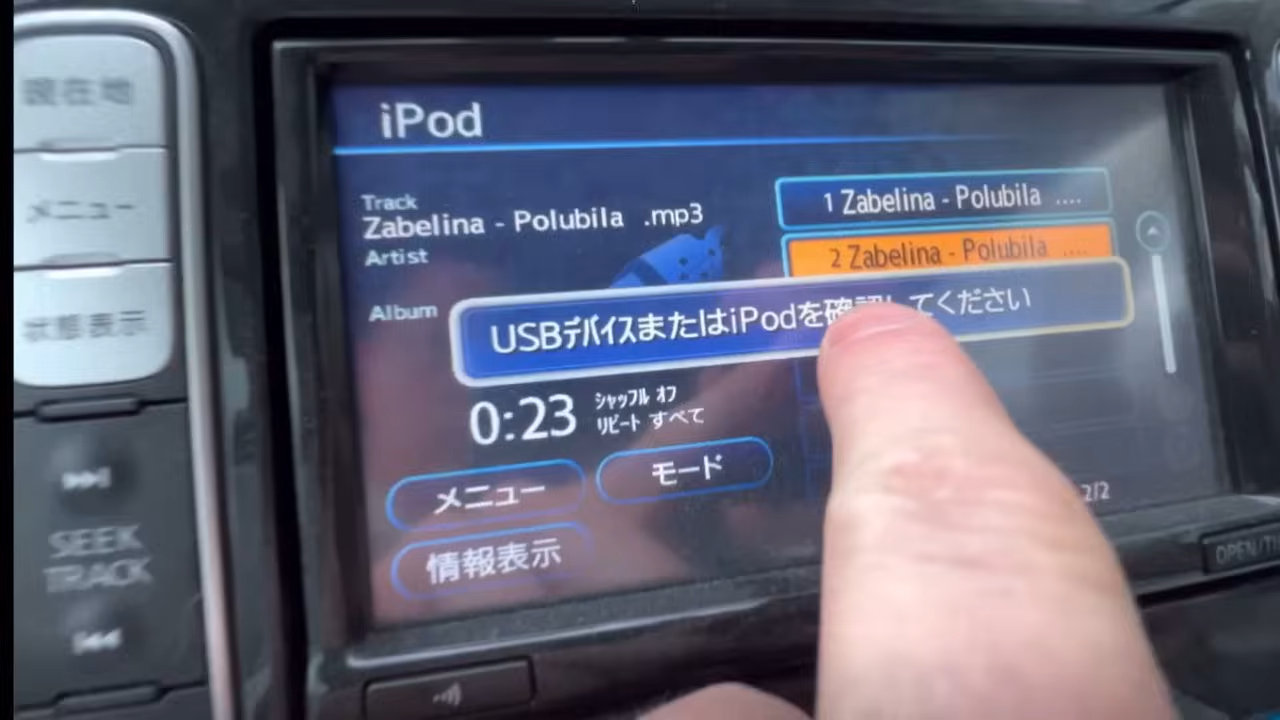 現在地
メニュー
状態表示
SEEK
TRACK
iPod
Track
Zabelina - Polubila .mp3
Artist
Album
1 Zabelina - Polubila ....
2 Zabelina - Polubila ....
USBデバイスまたはiPodを確認してください
0:23
シャッフル オフ
リピート すべて
メニュー
モード
情報表示
2/2
OPEN/